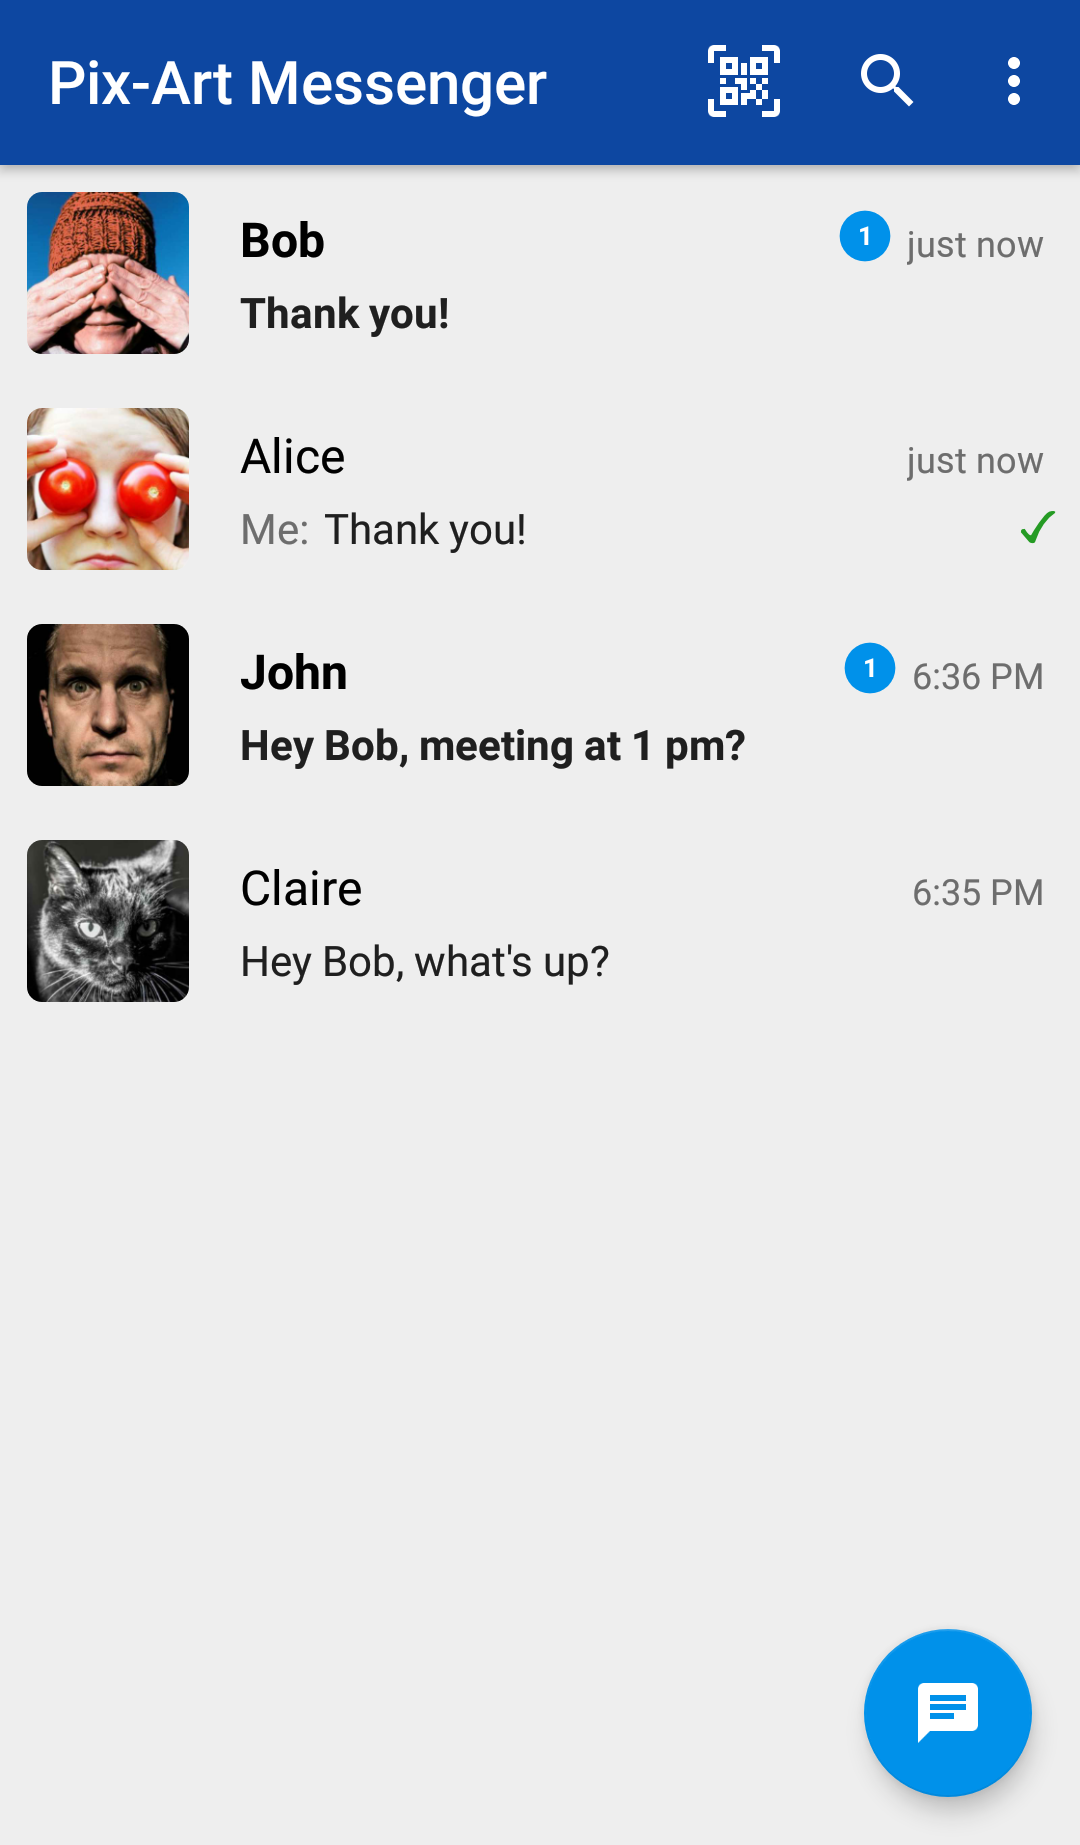 Pix-Art Messenger
Bob 1 just now
Thank you!
Alice just now
Me: Thank you!
John 1 6:36 PM
Hey Bob, meeting at 1 pm?
Claire 6:35 PM
Hey Bob, what's up?